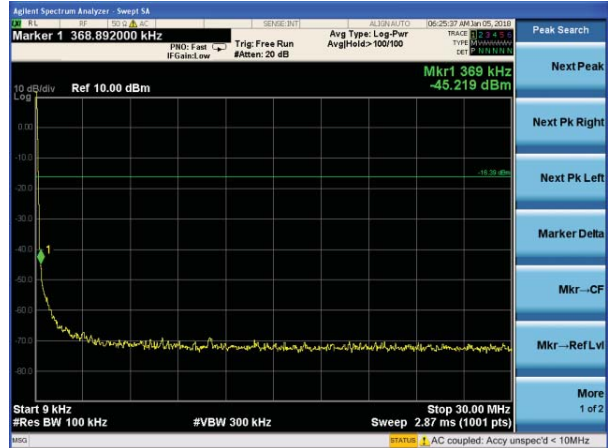 Agilent Spectrum Analyzer - Swept SA
RL RF 50 Ω AC SENSE:INT ALIGN AUTO 06:25:37 AM Jan 05, 2018
Marker 1 368.892000 kHz
PNO: Fast
IFGain:Low
Trig: Free Run
#Atten: 20 dB
Avg Type: Log-Pwr
Avg|Hold>100/100
TRACE 1 2 3 4 5 6
TYPE M
DET P N N N N N
Peak Search
Mkr1 369 kHz
-45.219 dBm
10 dB/div Ref 10.00 dBm
Log
0.00
-10.0
-16.39 dBm
-20.0
-30.0
-40.0
1
-50.0
-60.0
-70.0
-80.0
Start 9 kHz
Stop 30.00 MHz
#Res BW 100 kHz #VBW 300 kHz Sweep 2.87 ms (1001 pts)
MSG STATUS AC coupled: Accy unspec'd < 10MHz
Next Peak
Next Pk Right
Next Pk Left
Marker Delta
Mkr→CF
Mkr→Ref Lvl
More
1 of 2